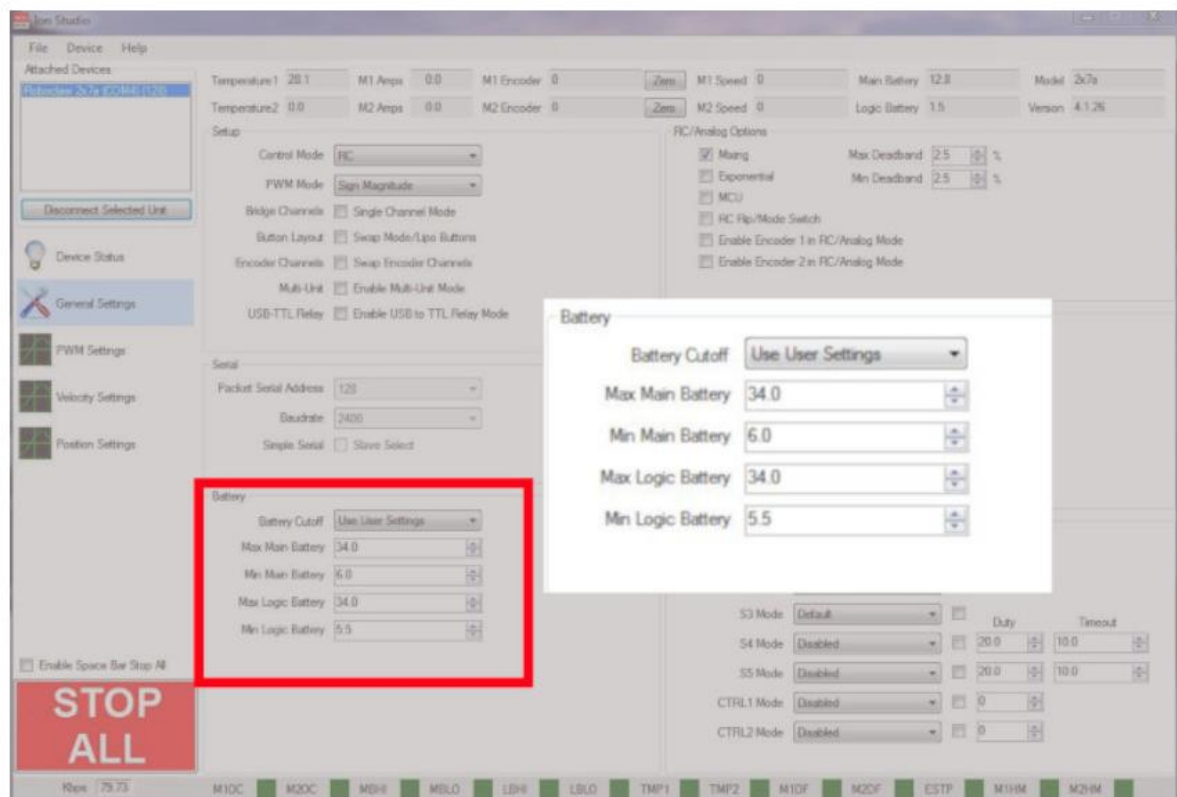 Ion Studio
File Device Help
Attached Devices
Roboclaw 2x7a (COM4) [128]
Disconnect Selected Unit
Device Status
General Settings
PWM Settings
Velocity Settings
Position Settings
Enable Space Bar Stop All
STOP
ALL
Temperature1 28.1 M1 Amps 0.0 M1 Encoder 0 Zero M1 Speed 0 Main Battery 12.8 Model 2x7a
Temperature2 0.0 M2 Amps 0.0 M2 Encoder 0 Zero M2 Speed 0 Logic Battery 1.5 Version 4.1.26
Setup
Control Mode RC
PWM Mode Sign Magnitude
Bridge Channels Single Channel Mode
Button Layout Swap Mode/Lipo Buttons
Encoder Channels Swap Encoder Channels
Multi-Unit Enable Multi-Unit Mode
USB-TTL Relay Enable USB to TTL Relay Mode
Serial
Packet Serial Address 128
Baudrate 2400
Simple Serial Slave Select
Battery
Battery Cutoff Use User Settings
Max Main Battery 34.0
Min Main Battery 6.0
Max Logic Battery 34.0
Min Logic Battery 5.5
RC/Analog Options
Mixing Max Deadband 2.5 %
Exponential Min Deadband 2.5 %
MCU
RC Flip/Mode Switch
Enable Encoder 1 in RC/Analog Mode
Enable Encoder 2 in RC/Analog Mode
Battery
Battery Cutoff Use User Settings
Max Main Battery 34.0
Min Main Battery 6.0
Max Logic Battery 34.0
Min Logic Battery 5.5
S3 Mode Default Duty Timeout
S4 Mode Disabled 20.0 10.0
S5 Mode Disabled 20.0 10.0
CTRL1 Mode Disabled 0
CTRL2 Mode Disabled 0
Kbps 79.73 M1OC M2OC MBHI MBLO LBHI LBLO TMP1 TMP2 M1DF M2DF ESTP M1HM M2HM